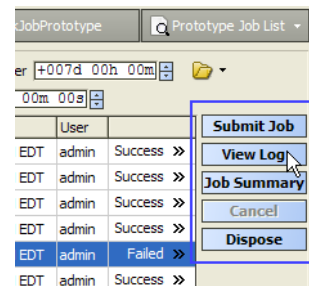 kJobPrototype Prototype Job List
er +007d 00h 00m
00m 00s
User
EDT admin Success »
EDT admin Success »
EDT admin Success »
EDT admin Success »
EDT admin Failed »
EDT admin Success »
Submit Job
View Log
Job Summary
Cancel
Dispose